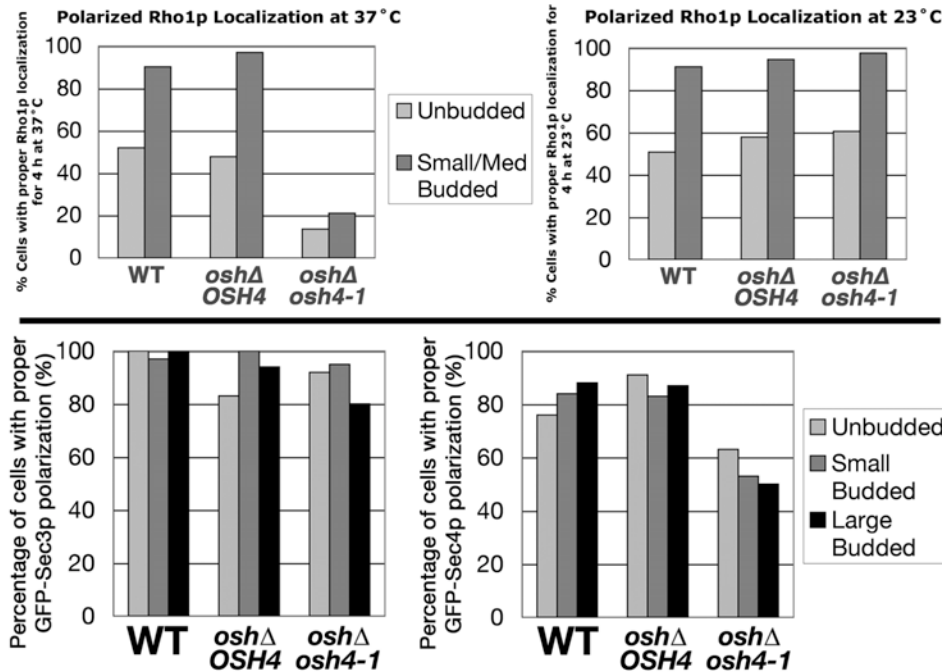 Polarized Rho1p Localization at 37°C
% Cells with proper Rho1p localization
for 4 h at 37°C
100
80
60
40
20
0
WT
oshΔ
OSH4
oshΔ
osh4-1
Unbudded
Small/Med
Budded
Polarized Rho1p Localization at 23°C
% Cells with proper Rho1p localization for
4 h at 23°C
100
80
60
40
20
0
WT
oshΔ
OSH4
oshΔ
osh4-1
Percentage of cells with proper
GFP-Sec3p polarization (%)
100
80
60
40
20
0
WT
oshΔ
OSH4
oshΔ
osh4-1
Percentage of cells with proper
GFP-Sec4p polarization (%)
100
80
60
40
20
0
WT
oshΔ
OSH4
oshΔ
osh4-1
Unbudded
Small
Budded
Large
Budded